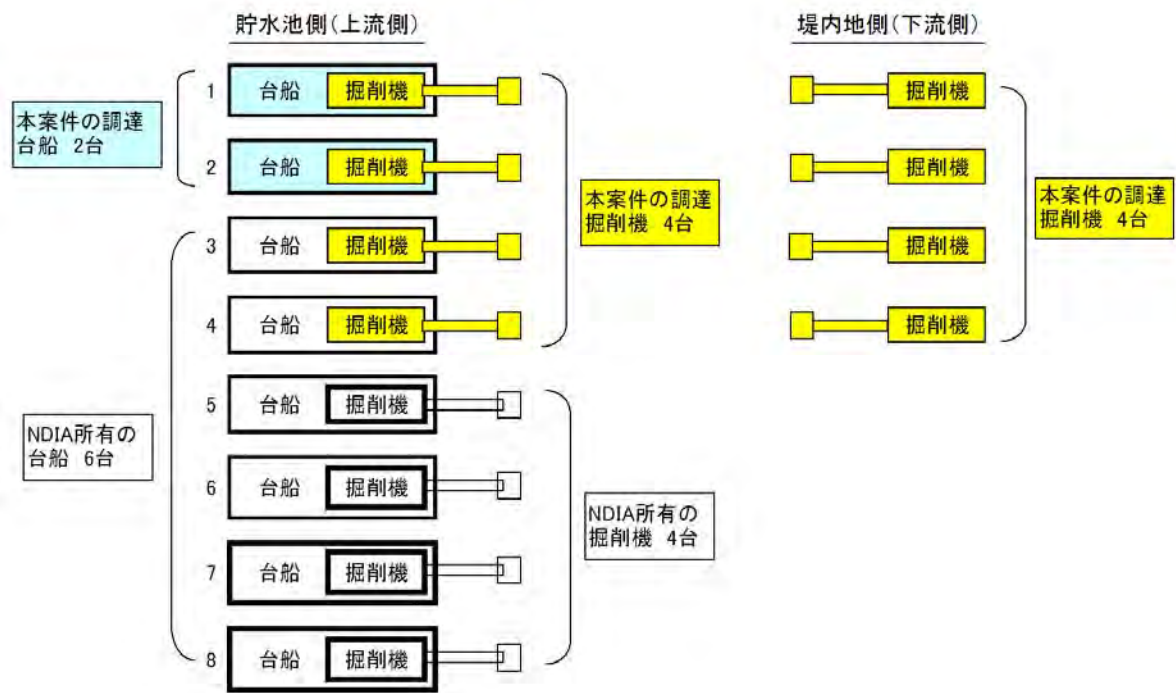 貯水池側(上流側)
堤内地側(下流側)
本案件の調達
台船 2台
1 台船 掘削機
2 台船 掘削機
3 台船 掘削機
4 台船 掘削機
5 台船 掘削機
6 台船 掘削機
7 台船 掘削機
8 台船 掘削機
NDIA所有の
台船 6台
本案件の調達
掘削機 4台
NDIA所有の
掘削機 4台
掘削機
掘削機
掘削機
掘削機
本案件の調達
掘削機 4台